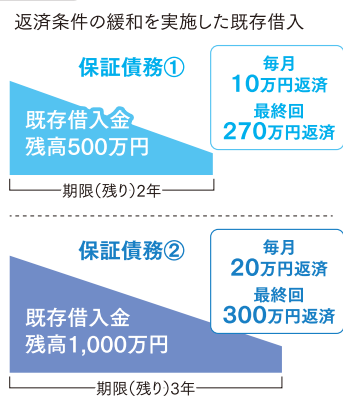 返済条件の緩和を実施した既存借入
保証債務①
毎月
10万円返済
最終回
270万円返済
既存借入金
残高500万円
期限(残り)2年
保証債務②
毎月
20万円返済
最終回
300万円返済
既存借入金
残高1,000万円
期限(残り)3年